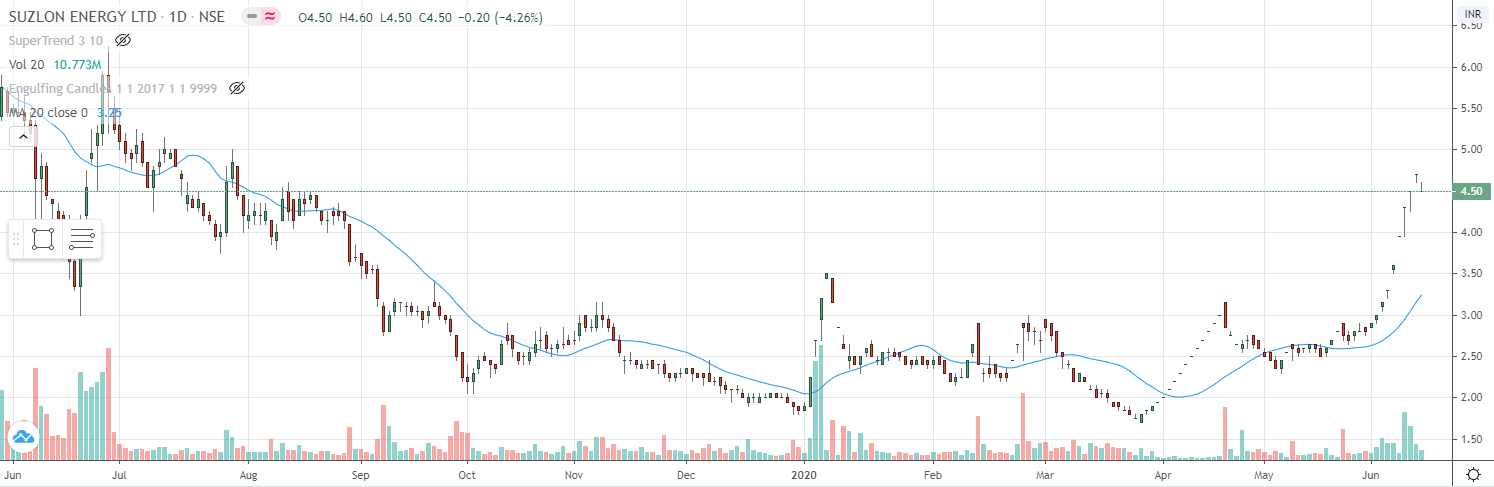 SUZLON ENERGY LTD · 1D · NSE O4.50 H4.60 L4.50 C4.50 −0.20 (−4.26%)
INR
SuperTrend 3 10
Vol 20 10.773M
Engulfing Candles 1 1 2017 1 1 9999
MA 20 close 0 3.25
6.50
6.00
5.50
5.00
4.50
4.00
3.50
3.00
2.50
2.00
1.50
Jun Jul Aug Sep Oct Nov Dec 2020 Feb Mar Apr May Jun